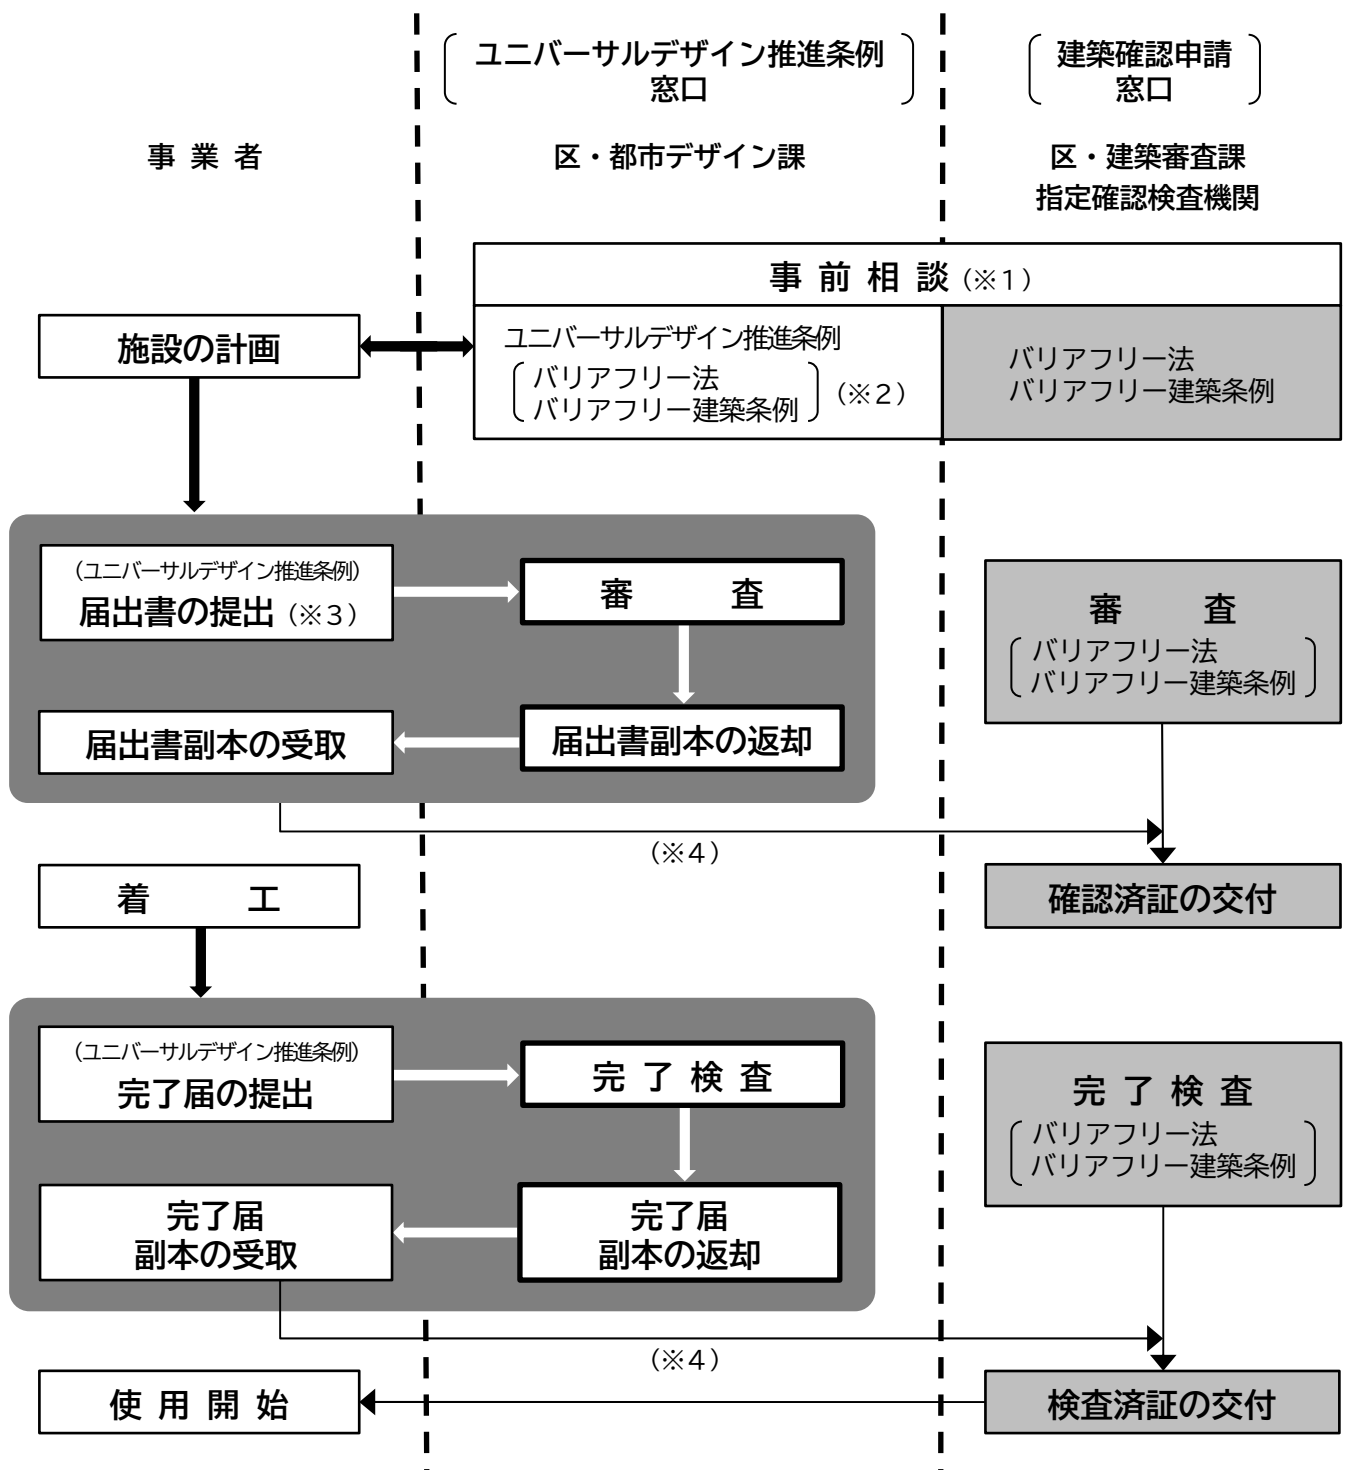 ユニバーサルデザイン推進条例
窓口
建築確認申請
窓口
事業者
区・都市デザイン課
区・建築審査課
指定確認検査機関
事前相談（※１）
施設の計画
ユニバーサルデザイン推進条例
バリアフリー法
バリアフリー建築条例
（※２）
バリアフリー法
バリアフリー建築条例
（ユニバーサルデザイン推進条例）
届出書の提出（※３）
審査
審査
バリアフリー法
バリアフリー建築条例
届出書副本の受取
届出書副本の返却
（※４）
着工
確認済証の交付
（ユニバーサルデザイン推進条例）
完了届の提出
完了検査
完了検査
バリアフリー法
バリアフリー建築条例
完了届
副本の受取
完了届
副本の返却
（※４）
使用開始
検査済証の交付